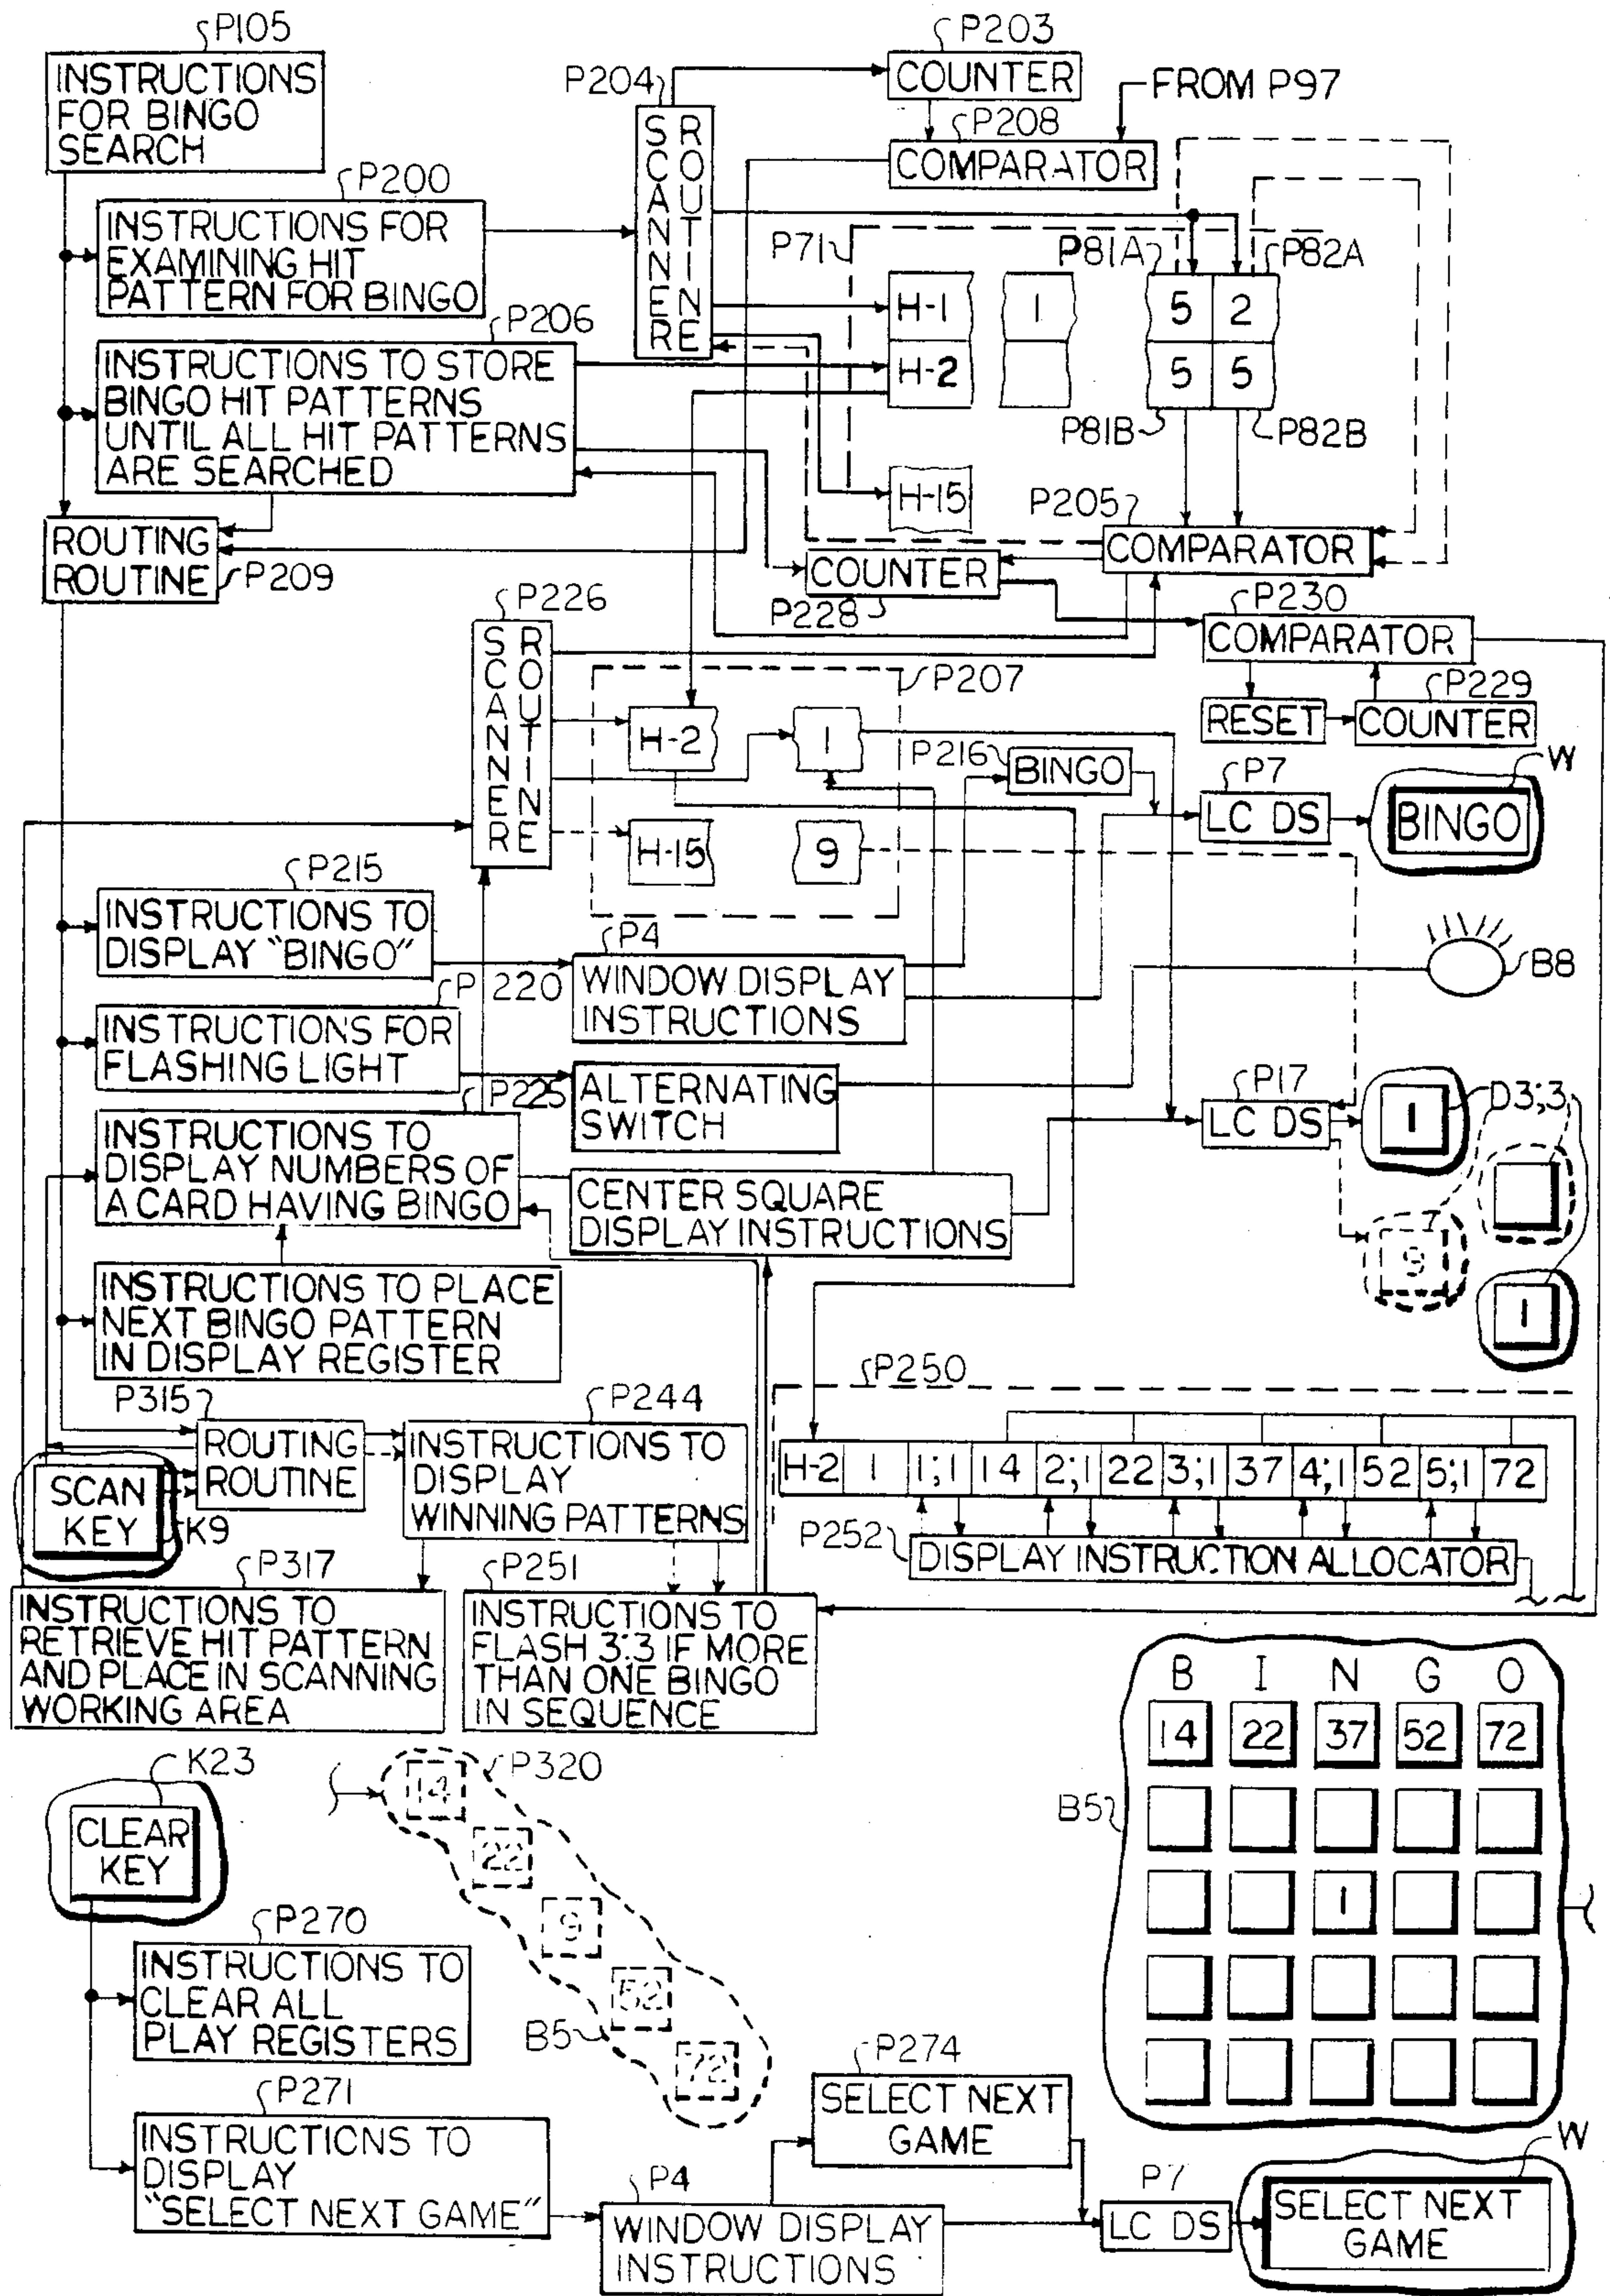 P105
INSTRUCTIONS
FOR BINGO
SEARCH
P203
COUNTER
P204
FROM P97
P208
COMPARATOR
SCANNER
ROUTINE
P200
INSTRUCTIONS FOR
EXAMINING HIT
PATTERN FOR BINGO
P71
P81A
P82A
H-1
1
5 2
H-2
5 5
P206
INSTRUCTIONS TO STORE
BINGO HIT PATTERNS
UNTIL ALL HIT PATTERNS
ARE SEARCHED
P81B
P82B
H-15
P205
COMPARATOR
ROUTING
ROUTINE
P209
COUNTER
P228
P226
SCANNER
ROUTINE
P230
COMPARATOR
P207
P229
RESET
COUNTER
H-2
1
P216
BINGO
P7
LC DS
W
BINGO
H-15
9
P215
INSTRUCTIONS TO
DISPLAY "BINGO"
P4
WINDOW DISPLAY
INSTRUCTIONS
B8
P220
INSTRUCTIONS FOR
FLASHING LIGHT
ALTERNATING
SWITCH
P225
INSTRUCTIONS TO
DISPLAY NUMBERS OF
A CARD HAVING BINGO
P17
LC DS
1
D3;3
CENTER SQUARE
DISPLAY INSTRUCTIONS
9
1
INSTRUCTIONS TO PLACE
NEXT BINGO PATTERN
IN DISPLAY REGISTER
P315
ROUTING
ROUTINE
P244
INSTRUCTIONS TO
DISPLAY
WINNING PATTERNS
P250
H-2 1 1;1 14 2;1 22 3;1 37 4;1 52 5;1 72
SCAN
KEY
K9
P252
DISPLAY INSTRUCTION ALLOCATOR
P317
INSTRUCTIONS TO
RETRIEVE HIT PATTERN
AND PLACE IN SCANNING
WORKING AREA
P251
INSTRUCTIONS TO
FLASH 3:3 IF MORE
THAN ONE BINGO
IN SEQUENCE
B I N G O
14 22 37 52 72
B5
1
K23
CLEAR
KEY
P320
14
22
9
52
72
B5
P270
INSTRUCTIONS TO
CLEAR ALL
PLAY REGISTERS
P271
INSTRUCTIONS TO
DISPLAY
"SELECT NEXT GAME"
P274
SELECT NEXT
GAME
P4
WINDOW DISPLAY
INSTRUCTIONS
P7
LC DS
W
SELECT NEXT
GAME